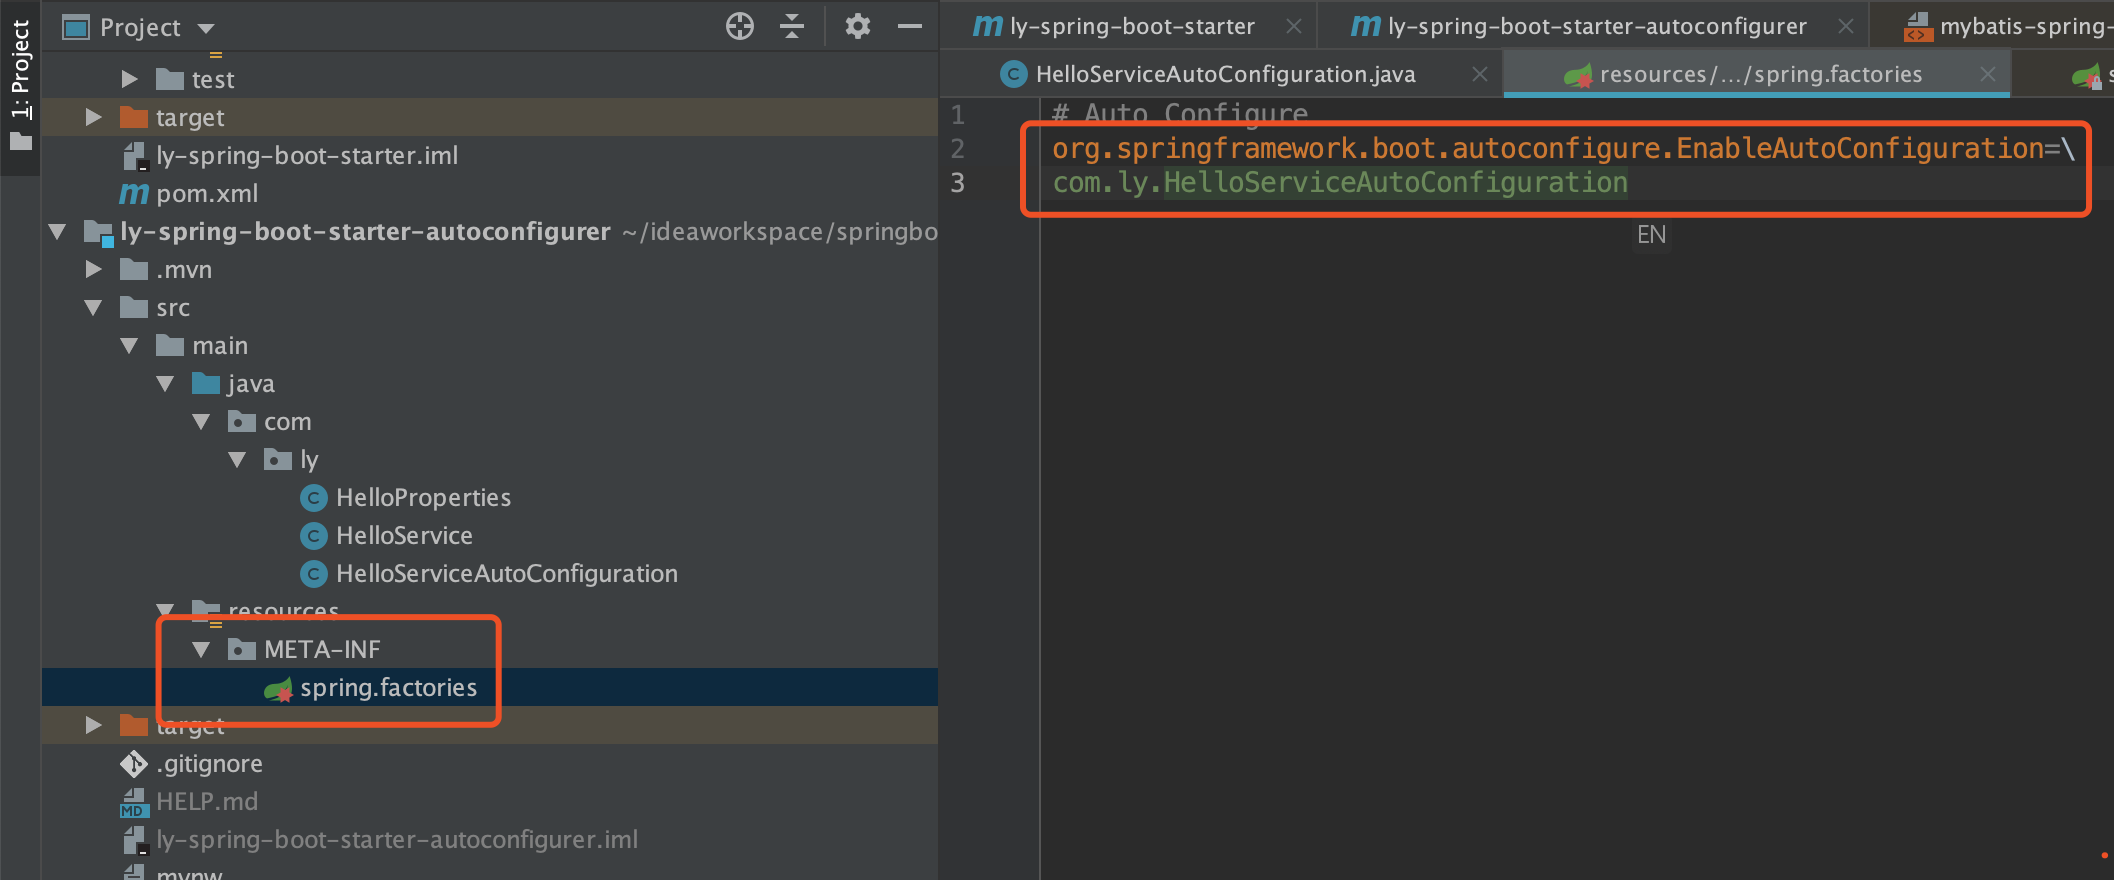 1: Project
Project
test
target
ly-spring-boot-starter.iml
pom.xml
ly-spring-boot-starter-autoconfigurer ~/ideaworkspace/springbo
.mvn
src
main
java
com
ly
HelloProperties
HelloService
HelloServiceAutoConfiguration
resources
META-INF
spring.factories
target
.gitignore
HELP.md
ly-spring-boot-starter-autoconfigurer.iml
mvnw
ly-spring-boot-starter
ly-spring-boot-starter-autoconfigurer
mybatis-spring-
HelloServiceAutoConfiguration.java
resources/.../spring.factories
s
1 # Auto Configure
2 org.springframework.boot.autoconfigure.EnableAutoConfiguration=\
3 com.ly.HelloServiceAutoConfiguration
EN